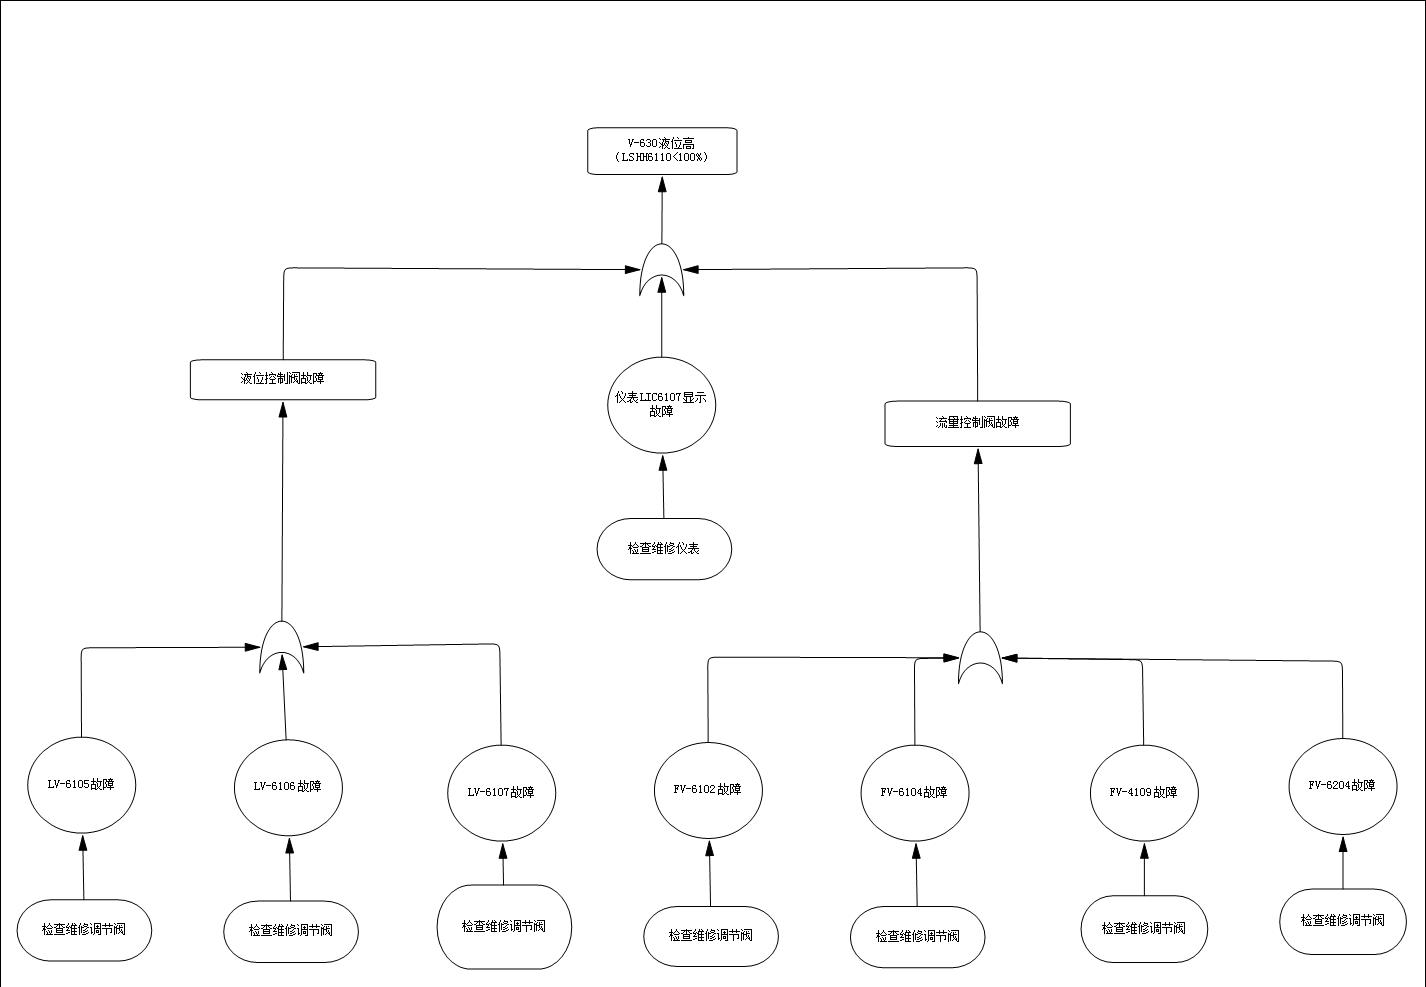 V-630液位高
(LSHH6110<100%)
液位控制阀故障
仪表LIC6107显示
故障
流量控制阀故障
检查维修仪表
LV-6105故障
LV-6106故障
LV-6107故障
FV-6102故障
FV-6104故障
FV-4109故障
FV-6204故障
检查维修调节阀
检查维修调节阀
检查维修调节阀
检查维修调节阀
检查维修调节阀
检查维修调节阀
检查维修调节阀